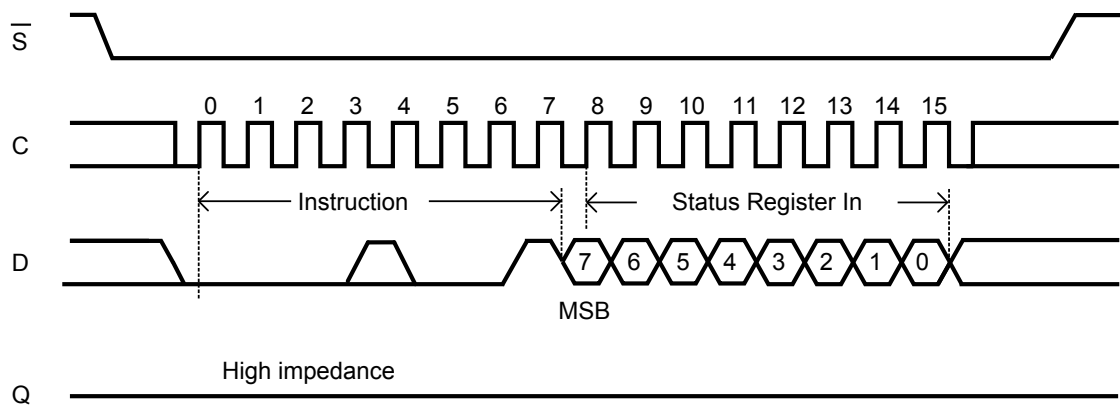 S
0 1 2 3 4 5 6 7 8 9 10 11 12 13 14 15
C
Instruction Status Register In
D 7 6 5 4 3 2 1 0
MSB
High impedance
Q